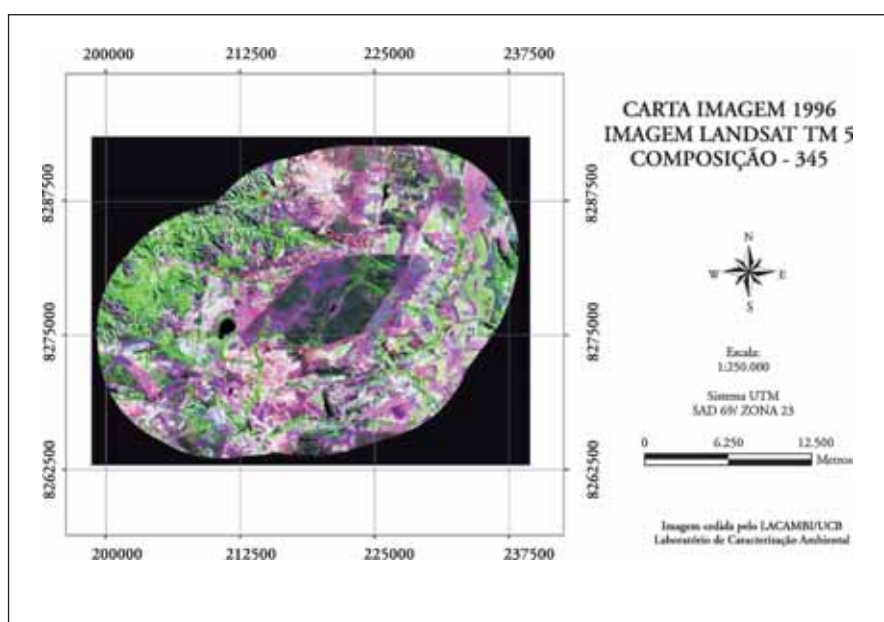 200000 212500 225000 237500
CARTA IMAGEM 1996
IMAGEM LANDSAT TM 5
COMPOSIÇÃO - 345
8287500 8287500
N
W E
S
8275000 8275000
Escala:
1:250.000
Sistema UTM
SAD 69/ ZONA 23
0 6.250 12.500
Metros
8262500 8262500
Imagem cedida pelo LACAMBI/UCB
Laboratório de Caracterização Ambiental
200000 212500 225000 237500